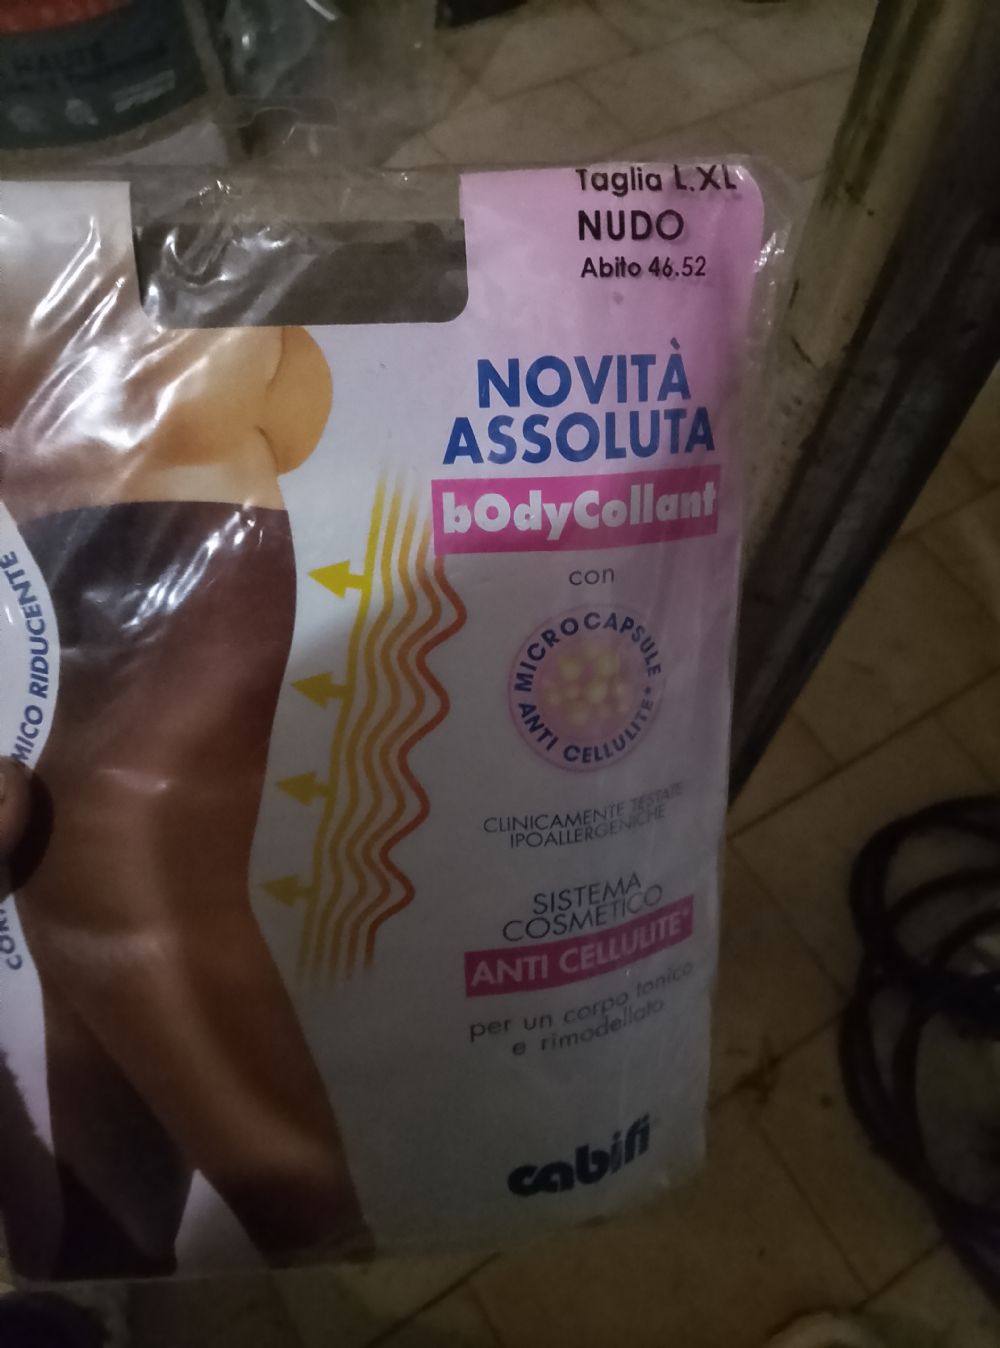 HAUTE
Taglia L.XL
NUDO
Abito 46.52
NOVITÀ
ASSOLUTA
bOdyCollant
con
MICROCAPSULE
ANTI CELLULITE*
CLINICAMENTE TESTATE
IPOALLERGENICHE
SISTEMA
COSMETICO
ANTI CELLULITE*
per un corpo tonico
e rimodellato
cabifi
MICO RIDUCENTE